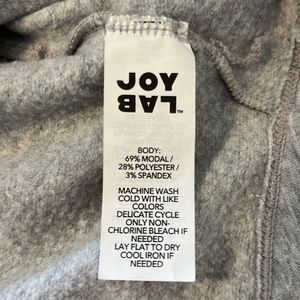 JOY
LAB™
BODY:
69% MODAL /
28% POLYESTER /
3% SPANDEX
MACHINE WASH
COLD WITH LIKE
COLORS
DELICATE CYCLE
ONLY NON-
CHLORINE BLEACH IF
NEEDED
LAY FLAT TO DRY
COOL IRON IF
NEEDED